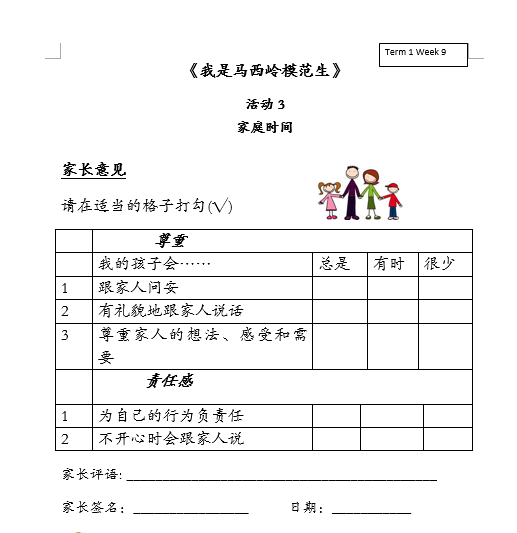 Term 1 Week 9
《我是马西岭模范生》
活动 3
家庭时间
家长意见
请在适当的格子打勾(√)
尊重
我的孩子会…… 总是 有时 很少
1 跟家人问安
2 有礼貌地跟家人说话
3 尊重家人的想法、感受和需
要
责任感
1 为自己的行为负责任
2 不开心时会跟家人说
家长评语: ___________________________________________
家长签名：________________ 日期：___________